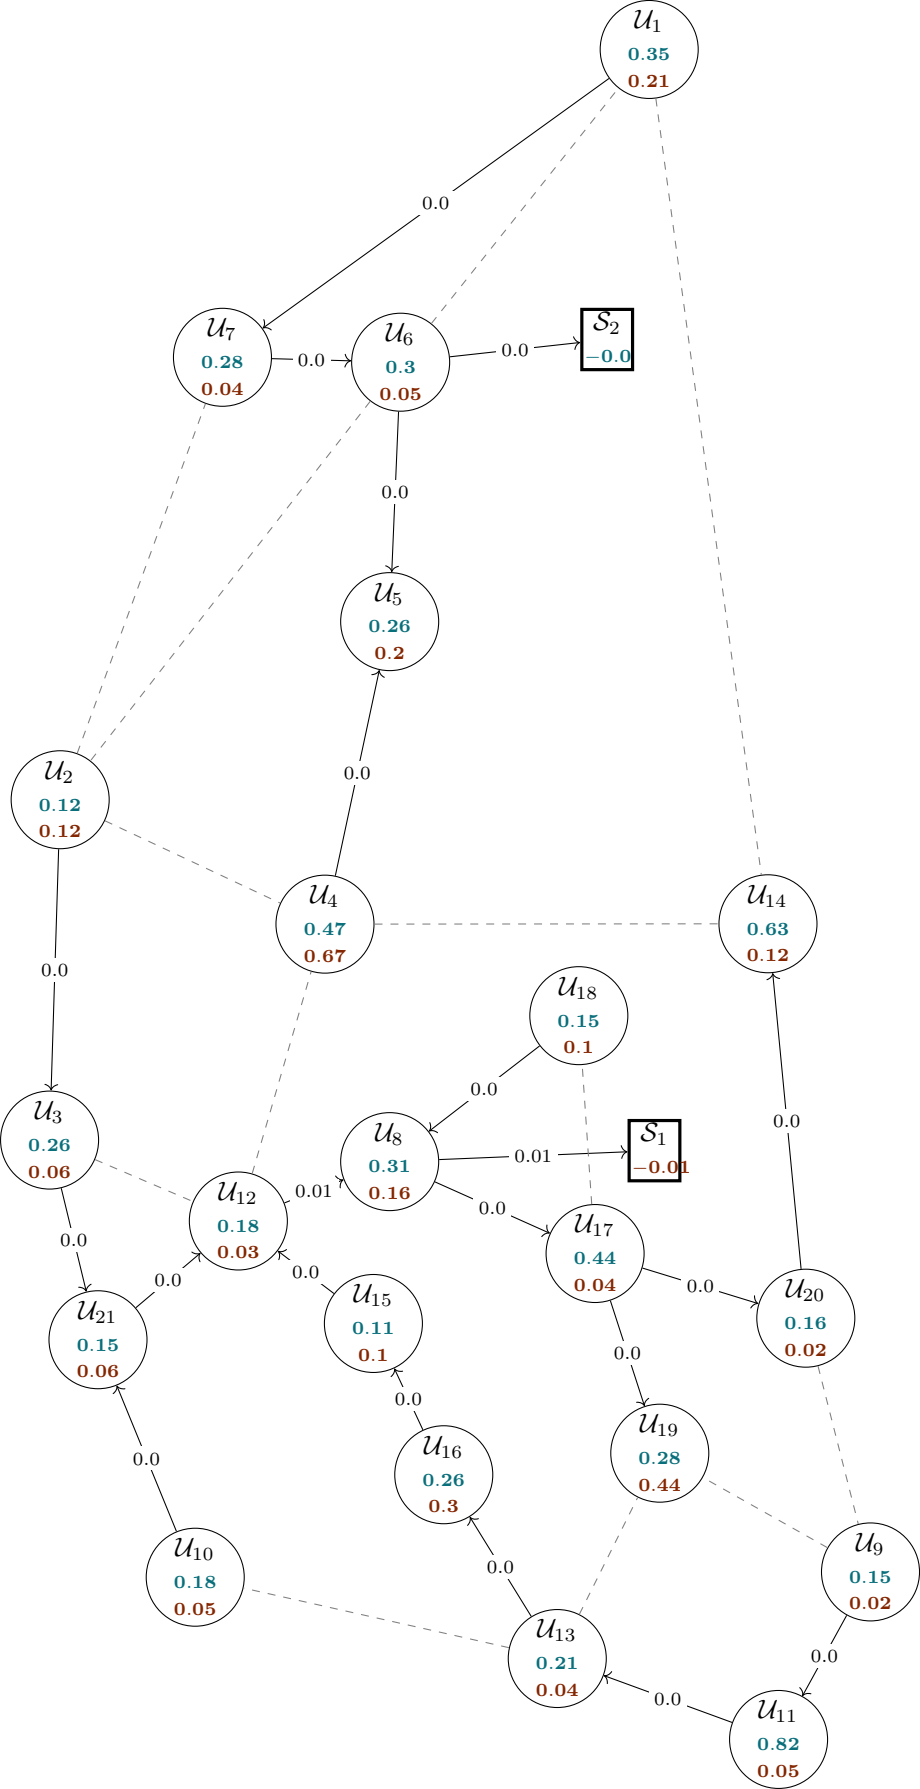 𝒰₁
0.35
0.21
0.0
𝒰₇
0.28
0.04
0.0
𝒰₆
0.3
0.05
0.0
𝒮₂
−0.0
0.0
𝒰₅
0.26
0.2
0.0
𝒰₂
0.12
0.12
𝒰₄
0.47
0.67
𝒰₁₄
0.63
0.12
0.0
𝒰₁₈
0.15
0.1
0.0
𝒰₃
0.26
0.06
𝒰₈
0.31
0.16
0.01
𝒮₁
−0.01
0.0
𝒰₁₂
0.18
0.03
0.01
0.0
𝒰₁₇
0.44
0.04
0.0
0.0
0.0
0.0
𝒰₂₁
0.15
0.06
𝒰₁₅
0.11
0.1
𝒰₂₀
0.16
0.02
0.0
0.0
𝒰₁₆
0.26
0.3
𝒰₁₉
0.28
0.44
0.0
𝒰₁₀
0.18
0.05
0.0
𝒰₉
0.15
0.02
𝒰₁₃
0.21
0.04
0.0
0.0
𝒰₁₁
0.82
0.05